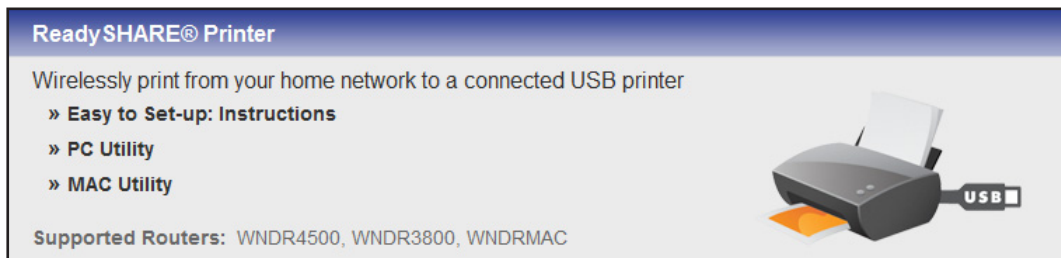 ReadySHARE® Printer
Wirelessly print from your home network to a connected USB printer
» Easy to Set-up: Instructions
» PC Utility
» MAC Utility
USB
Supported Routers: WNDR4500, WNDR3800, WNDRMAC